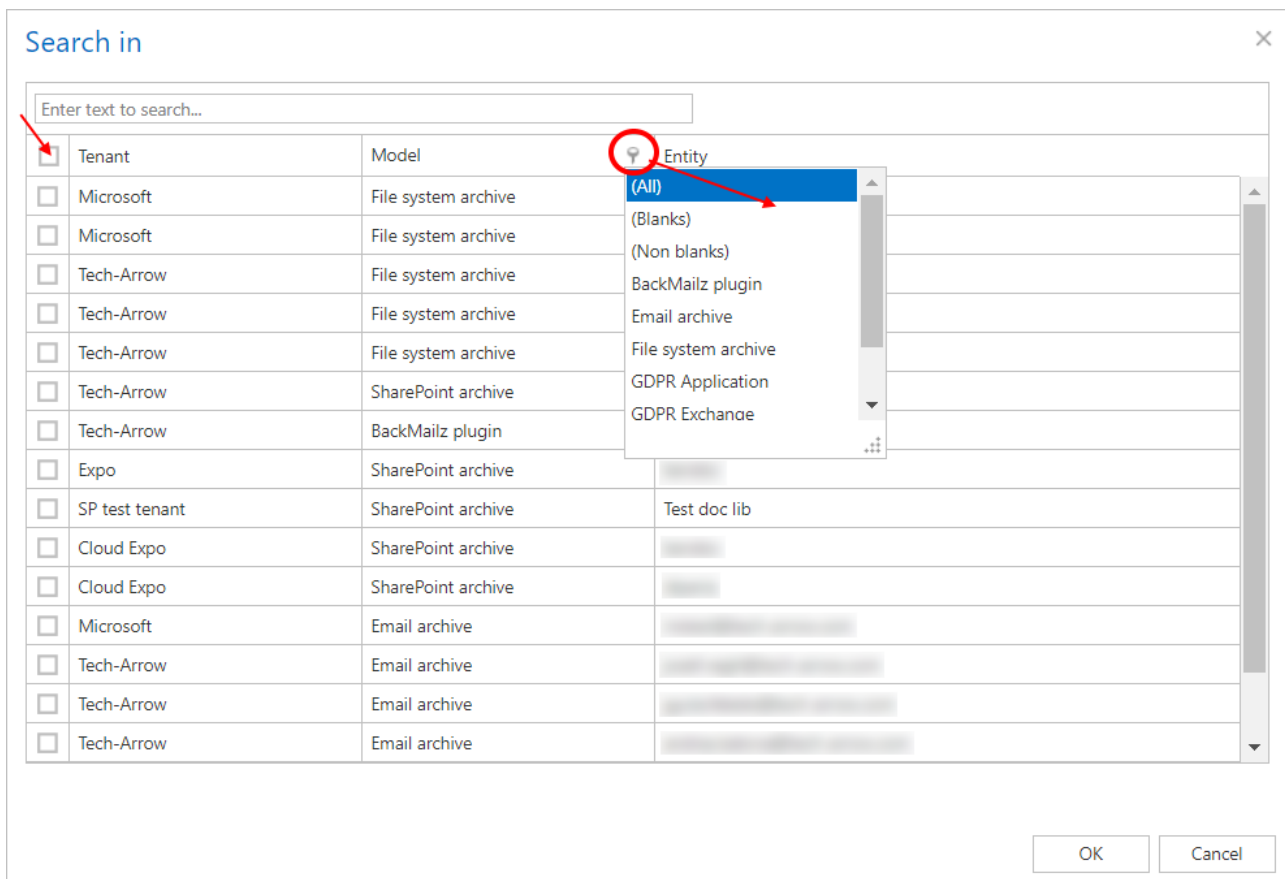 Search in
Enter text to search...
Tenant Model Entity
Microsoft File system archive (All)
Microsoft File system archive (Blanks)
(Non blanks)
Tech-Arrow File system archive BackMailz plugin
Tech-Arrow File system archive Email archive
Tech-Arrow File system archive File system archive
Tech-Arrow SharePoint archive GDPR Application
GDPR Exchange
Tech-Arrow BackMailz plugin
Expo SharePoint archive
SP test tenant SharePoint archive Test doc lib
Cloud Expo SharePoint archive
Cloud Expo SharePoint archive
Microsoft Email archive
Tech-Arrow Email archive
Tech-Arrow Email archive
Tech-Arrow Email archive
OK Cancel